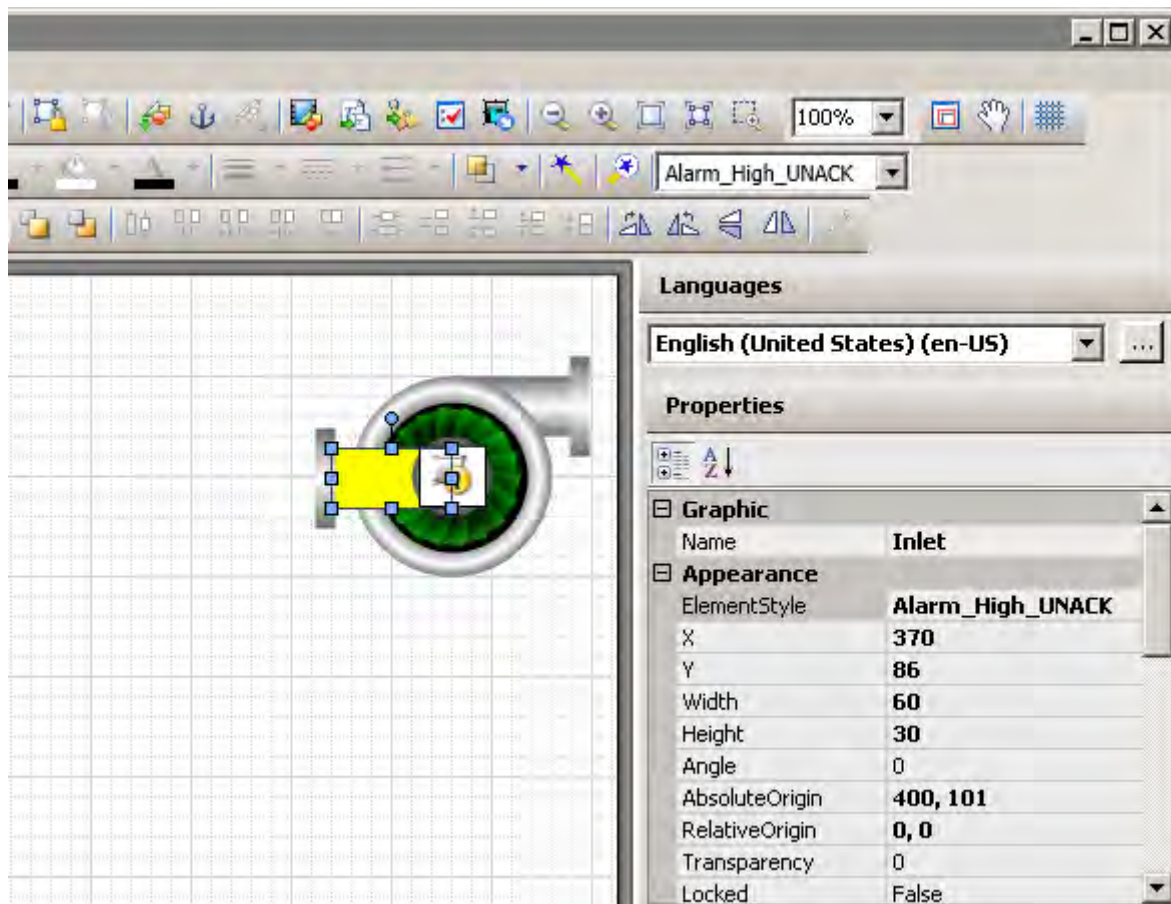 100%
Alarm_High_UNACK
Languages
English (United States) (en-US)
...
Properties
Graphic
Name Inlet
Appearance
ElementStyle Alarm_High_UNACK
X 370
Y 86
Width 60
Height 30
Angle 0
AbsoluteOrigin 400, 101
RelativeOrigin 0, 0
Transparency 0
Locked False